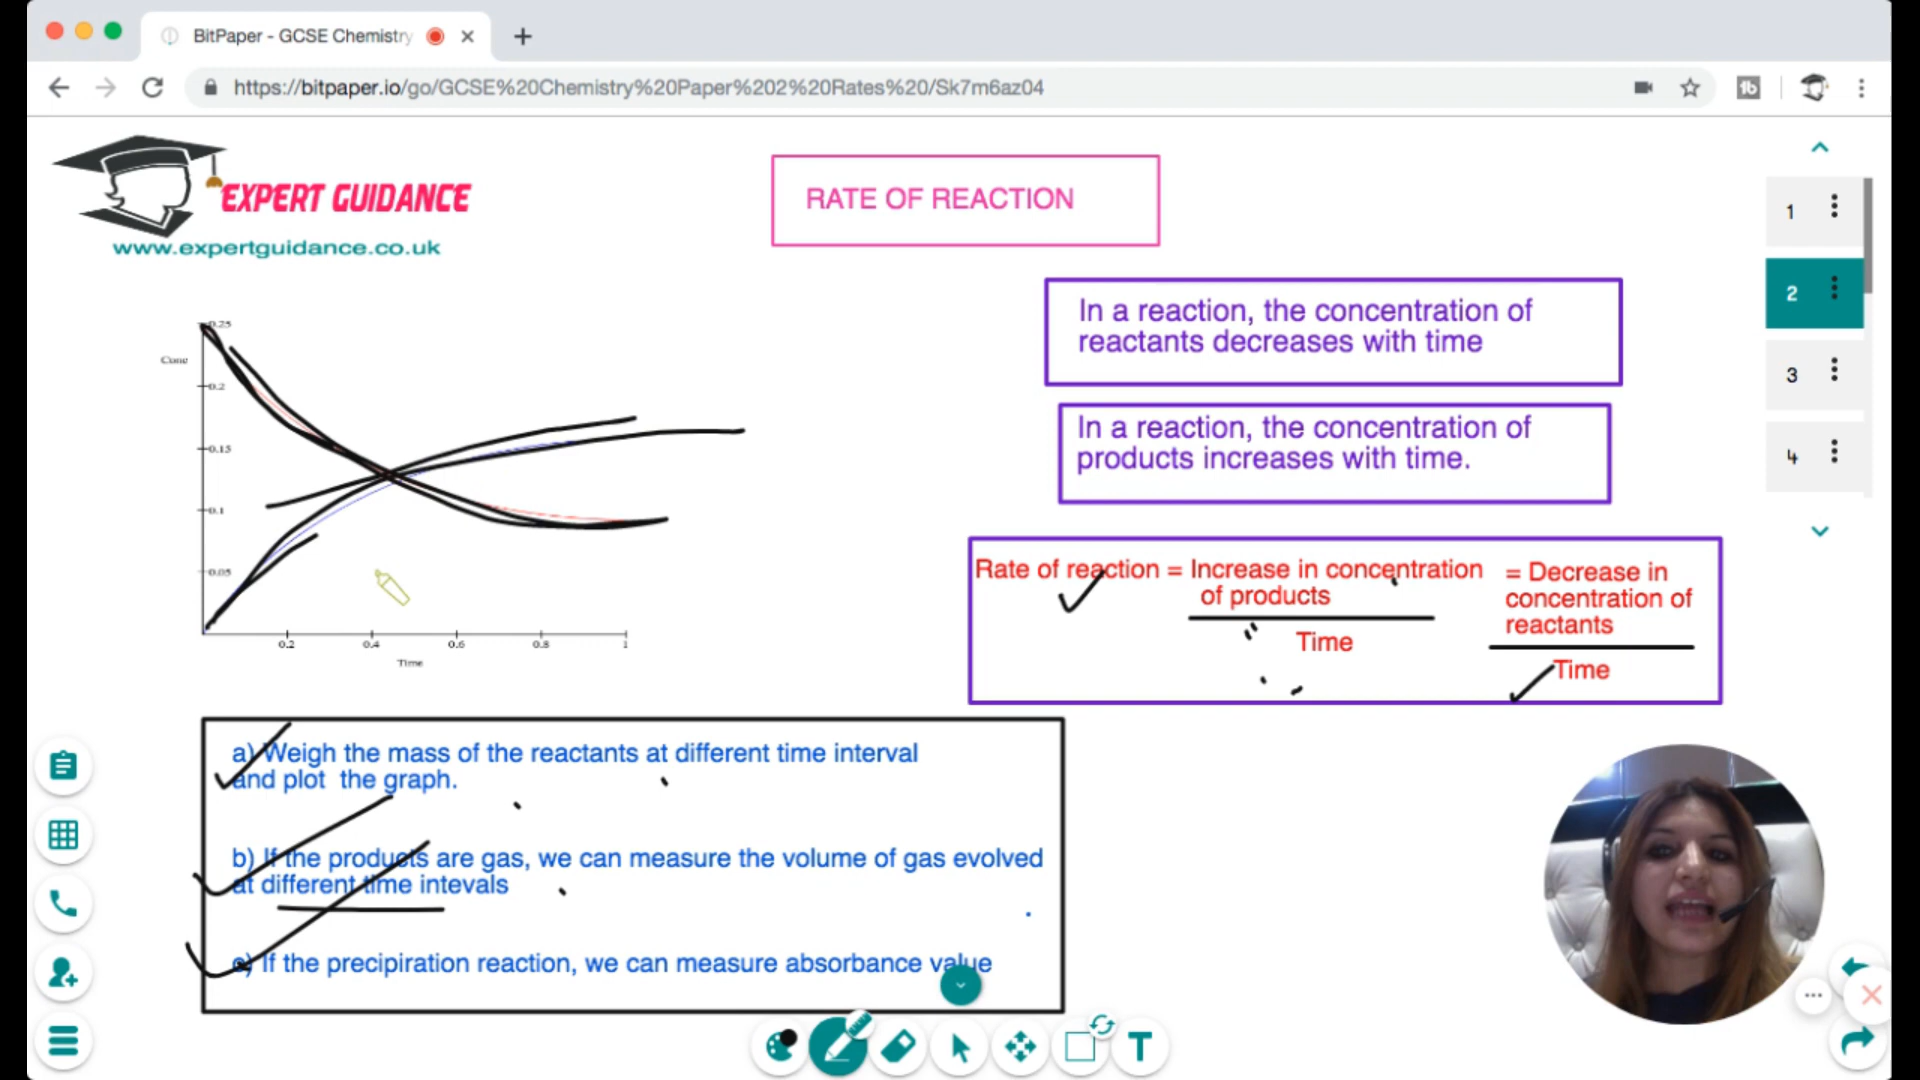 BitPaper - GCSE Chemistry
https://bitpaper.io/go/GCSE%20Chemistry%20Paper%202%20Rates%20/Sk7m6az04
EXPERT GUIDANCE
www.expertguidance.co.uk
RATE OF REACTION
1
2
3
4
In a reaction, the concentration of
reactants decreases with time
In a reaction, the concentration of
products increases with time.
Conc
0.25
0.2
0.15
0.1
0.05
0.2 0.4 0.6 0.8 1
Time
Rate of reaction = Increase in concentration
of products
Time
= Decrease in
concentration of
reactants
Time
a) Weigh the mass of the reactants at different time interval
and plot the graph.
b) If the products are gas, we can measure the volume of gas evolved
at different time intevals
c) If the precipiration reaction, we can measure absorbance value
T